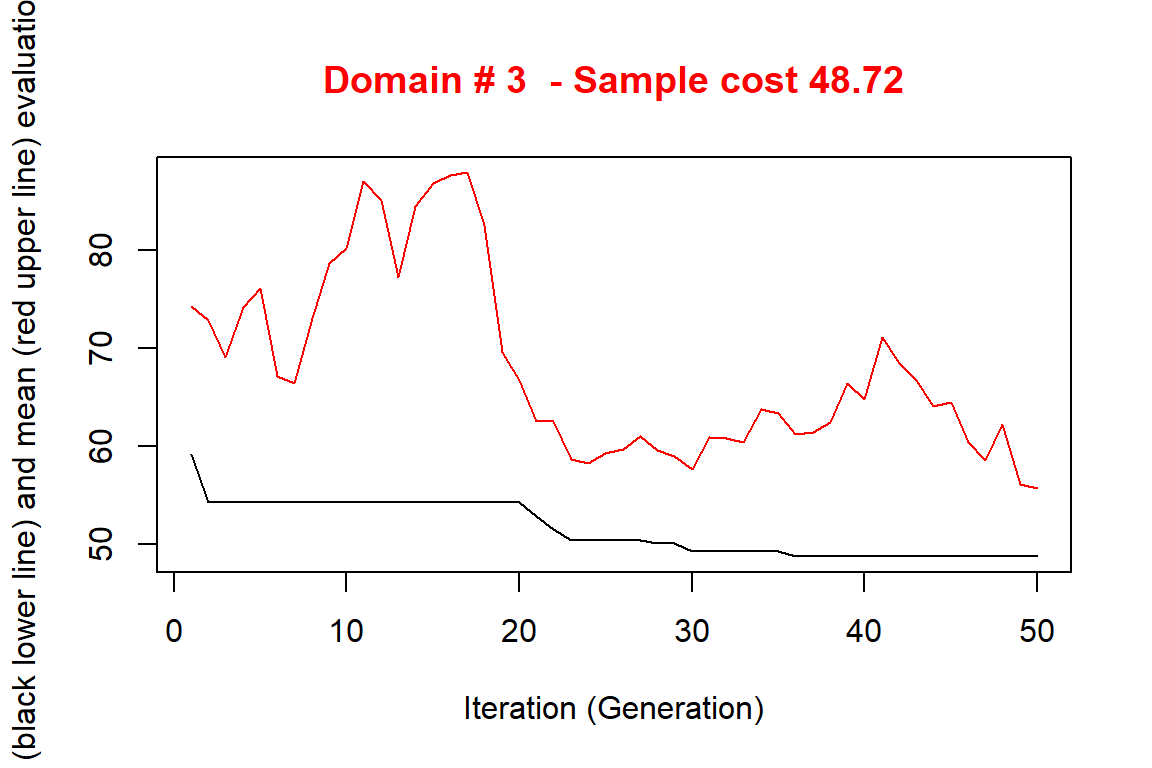 Domain # 3 - Sample cost 48.72
(black lower line) and mean (red upper line) evaluatio
80
70
60
50
0 10 20 30 40 50
Iteration (Generation)